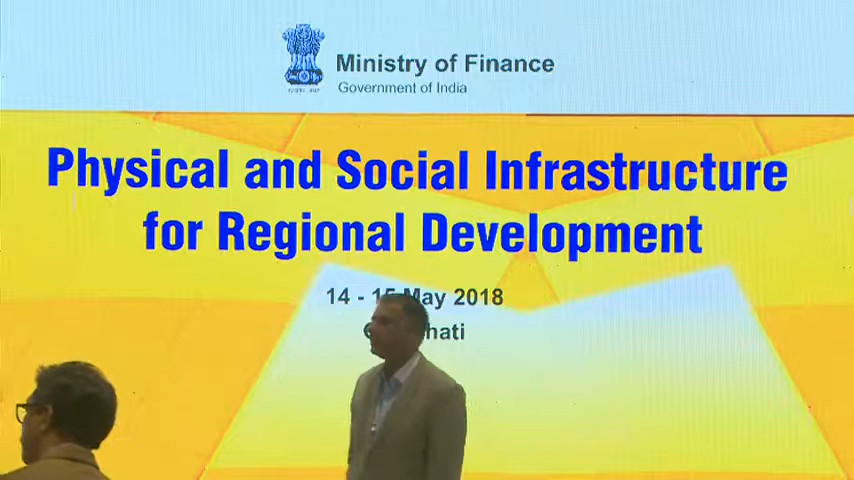 Ministry of Finance
Government of India
Physical and Social Infrastructure
for Regional Development
14 - 15 May 2018